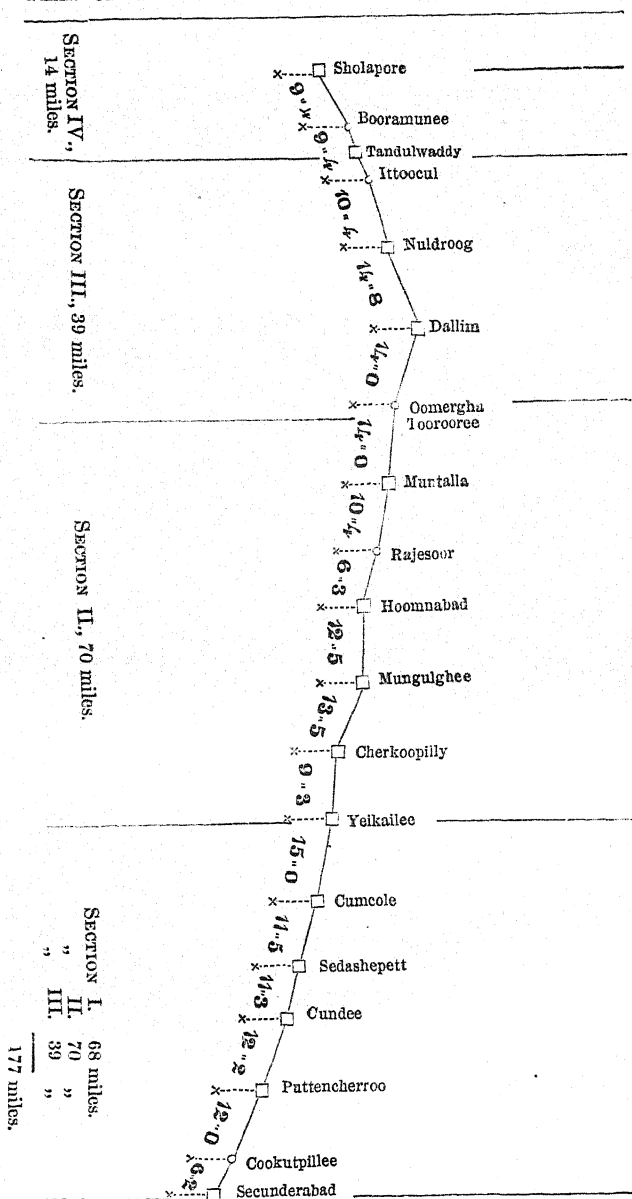 SECTION IV.,
14 miles.
Sholapore
Booramunee
Tandulwaddy
Ittoocul
10"4
SECTION III., 39 miles.
Nuldroog
14"8
Dallim
14"0
Oomergha
Toorooree
14"0
Muntalla
10"4
Rajesoor
6"3
Hoomnabad
SECTION II., 70 miles.
12"5
Mungulghee
13"5
Cherkoopilly
9"3
Yeikailee
15"0
Cumcole
11"5
Sedashepett
11"3
Cundee
12"2
Puttencherroo
12"0
Cookutpillee
6"2
Secunderabad
SECTION I. 68 miles.
" II. 70 "
" III. 39 "
177 miles.